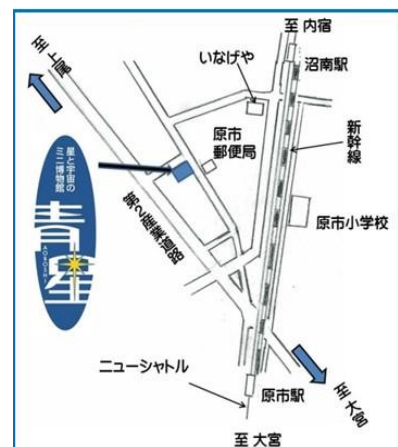 至 内宿
沼南駅
いなげや
至上尾
新幹線
原市
郵便局
星と宇宙の
ミニ博物館
青星
AOBOSHI
第2産業道路
原市小学校
ニューシャトル
原市駅
至大宮
至 大宮